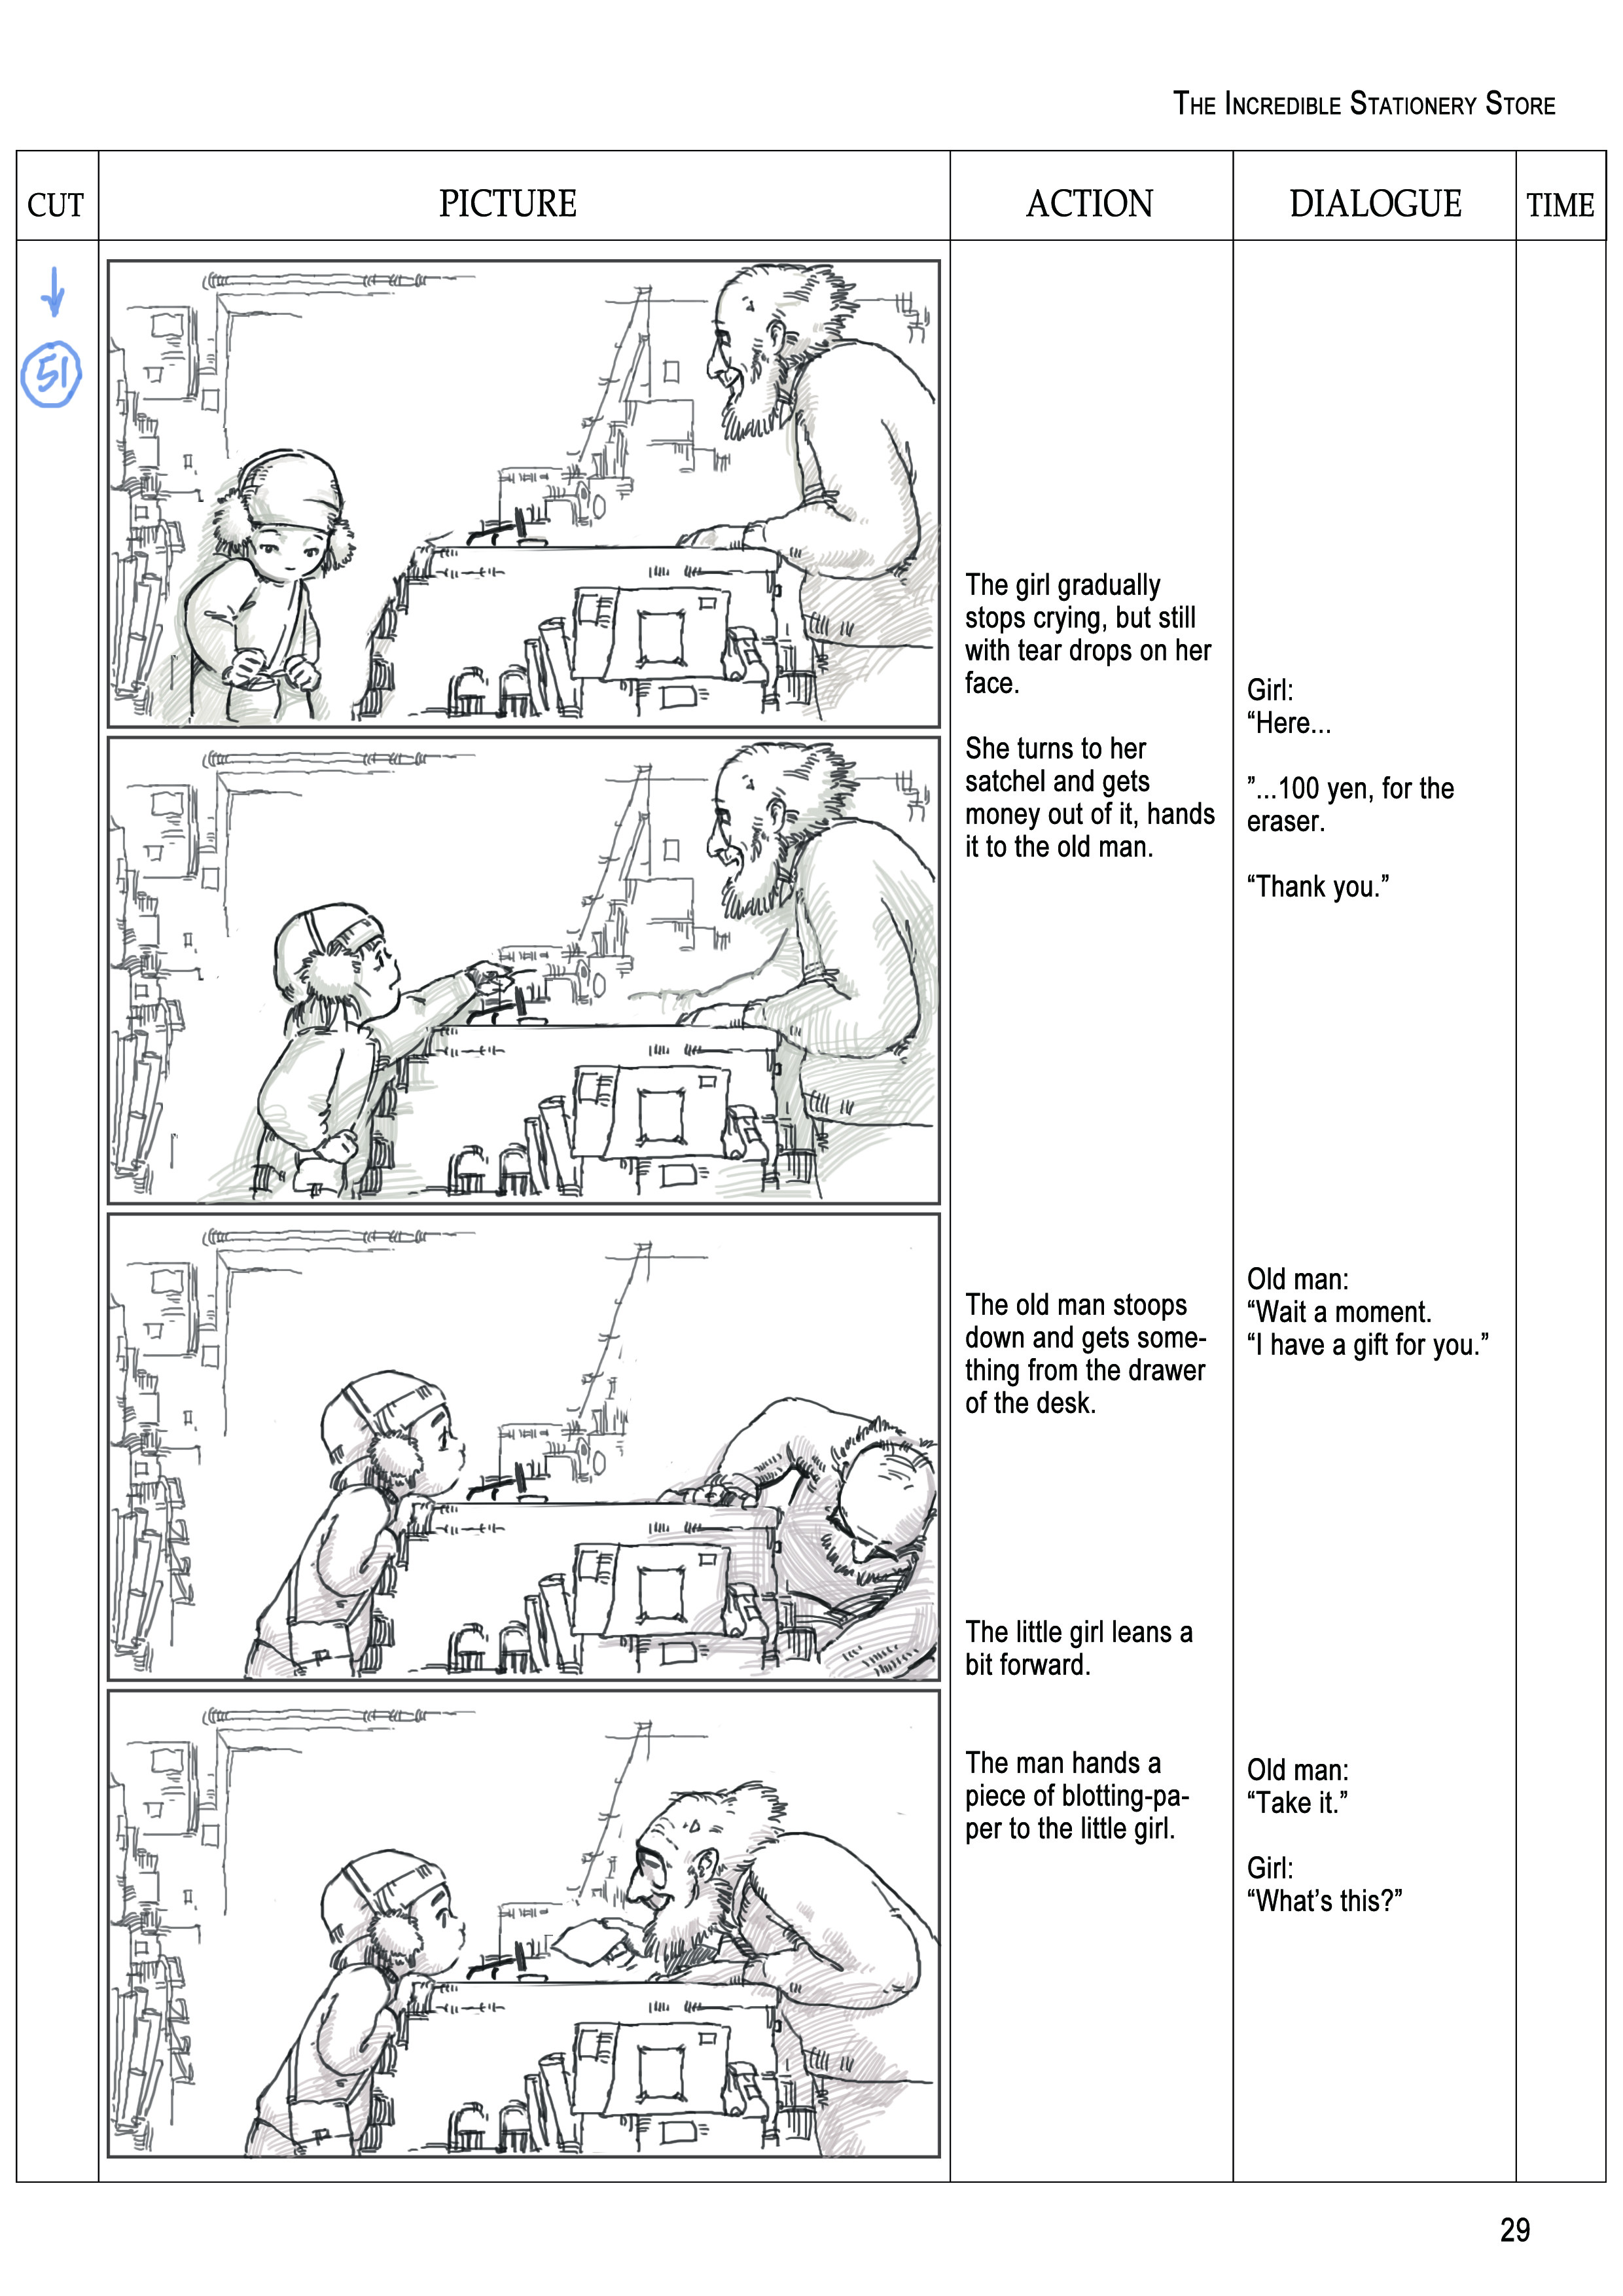 The Incredible Stationery Store
CUT
PICTURE
ACTION
DIALOGUE
TIME
51
The girl gradually
stops crying, but still
with tear drops on her
face.
She turns to her
satchel and gets
money out of it, hands
it to the old man.
Girl:
“Here...
”...100 yen, for the
eraser.
“Thank you.”
The old man stoops
down and gets some-
thing from the drawer
of the desk.
Old man:
“Wait a moment.
“I have a gift for you.”
The little girl leans a
bit forward.
The man hands a
piece of blotting-pa-
per to the little girl.
Old man:
“Take it.”
Girl:
“What’s this?”
29